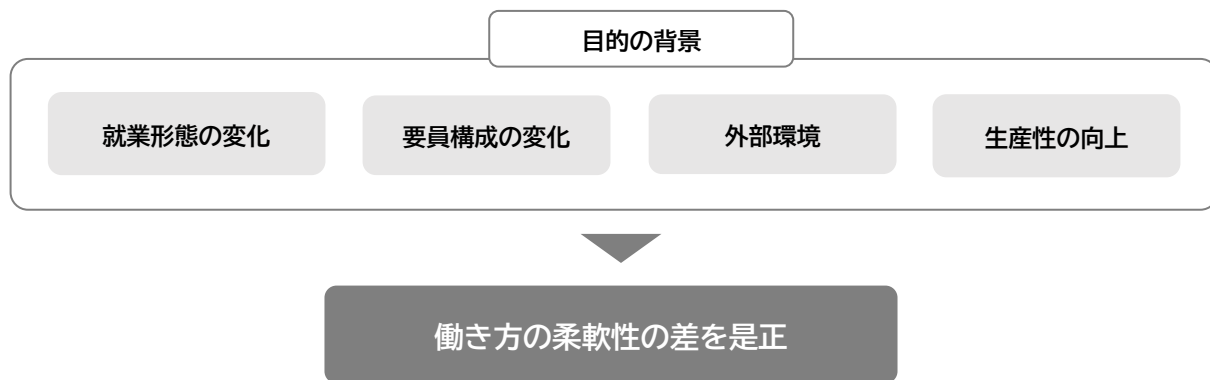 目的の背景
就業形態の変化
要員構成の変化
外部環境
生産性の向上
働き方の柔軟性の差を是正